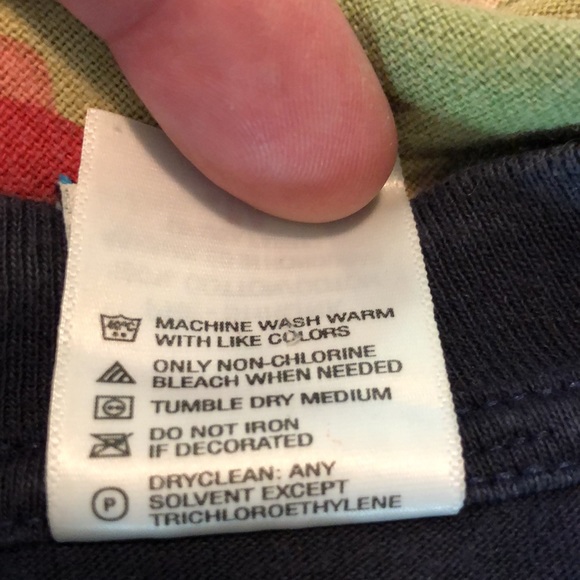 40°C MACHINE WASH WARM
WITH LIKE COLORS
ONLY NON-CHLORINE
BLEACH WHEN NEEDED
TUMBLE DRY MEDIUM
DO NOT IRON
IF DECORATED
DRYCLEAN: ANY
P SOLVENT EXCEPT
TRICHLOROETHYLENE